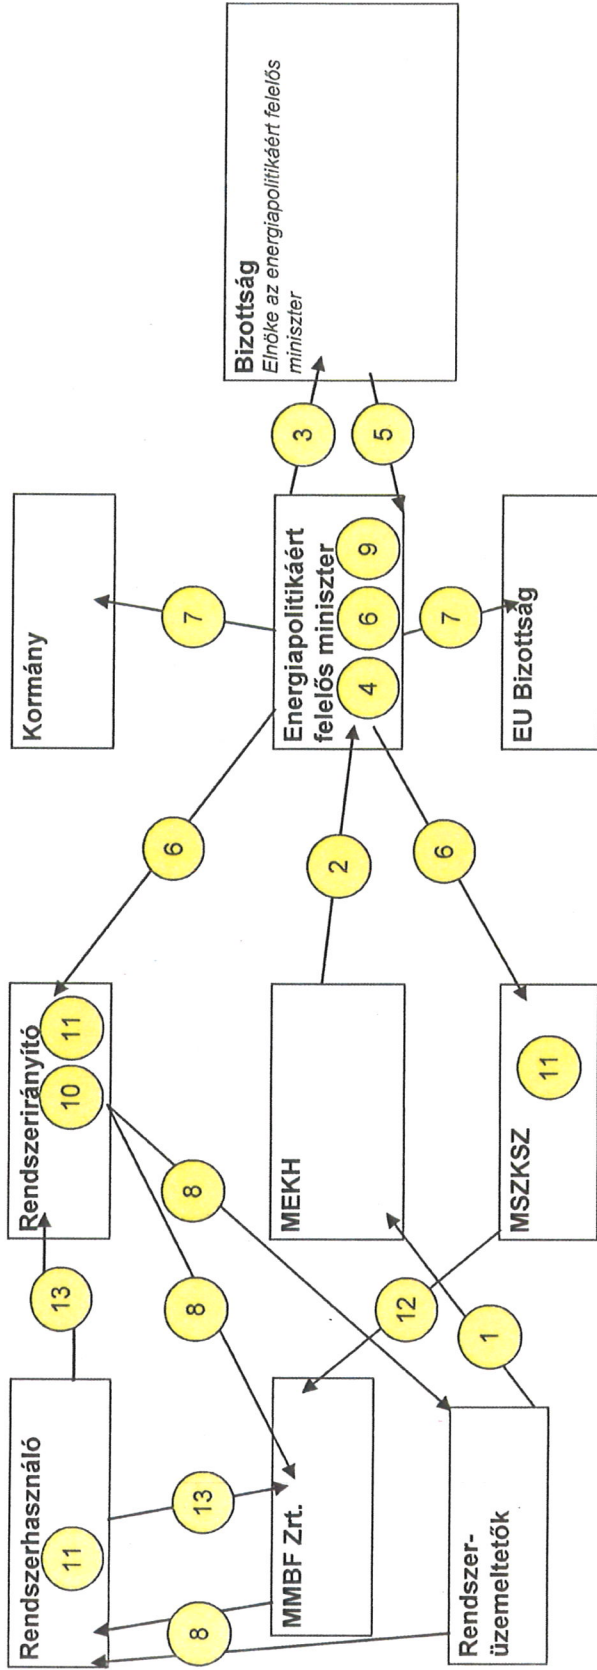 Rendszerhasználó
11
13
Rendszerirányító
10
11
6
Kormány
7
8
13
8
8
MMBF Zrt.
MEKH
2
Energiapolitikáért
felelős miniszter
4
6
9
3
5
Bizottság
Elnöke az energiapolitikáért felelős
miniszter
12
1
6
7
Rendszer-
üzemeltetők
MSZKSZ
11
EU Bizottság